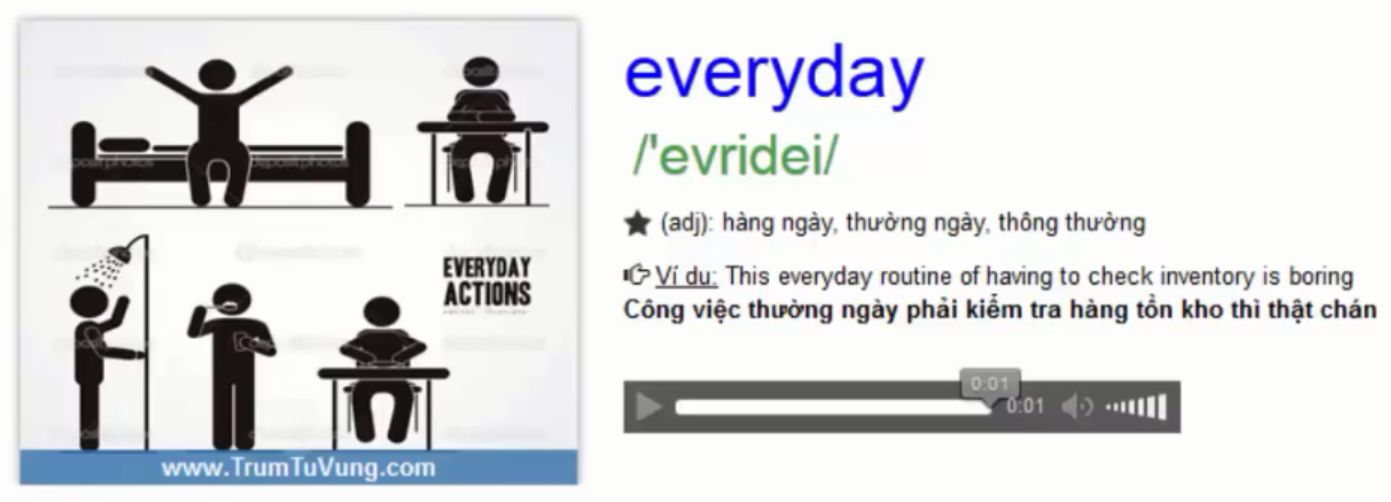 everyday
/'evridei/
(adj): hàng ngày, thường ngày, thông thường
Ví dụ: This everyday routine of having to check inventory is boring
Công việc thường ngày phải kiểm tra hàng tồn kho thì thật chán
0:01
0:01
EVERYDAY
ACTIONS
www.TrumTuVung.com